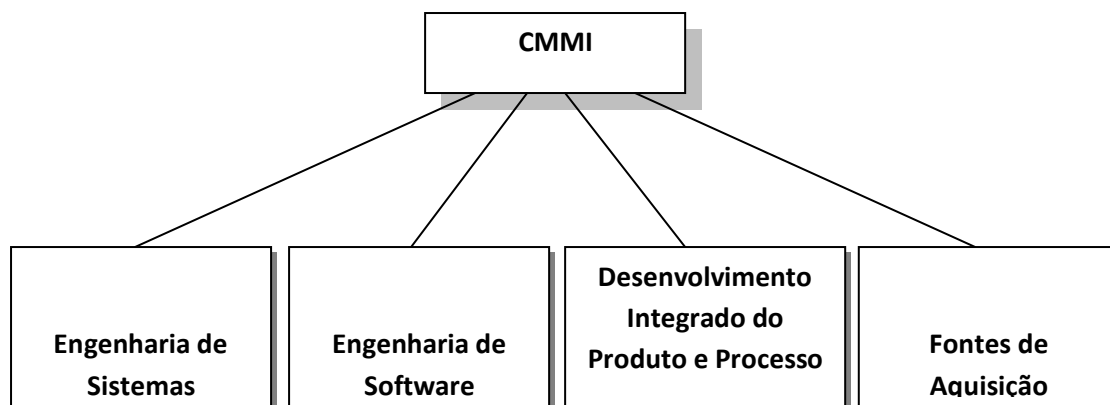 CMMI
Engenharia de
Sistemas
Engenharia de
Software
Desenvolvimento
Integrado do
Produto e Processo
Fontes de
Aquisição